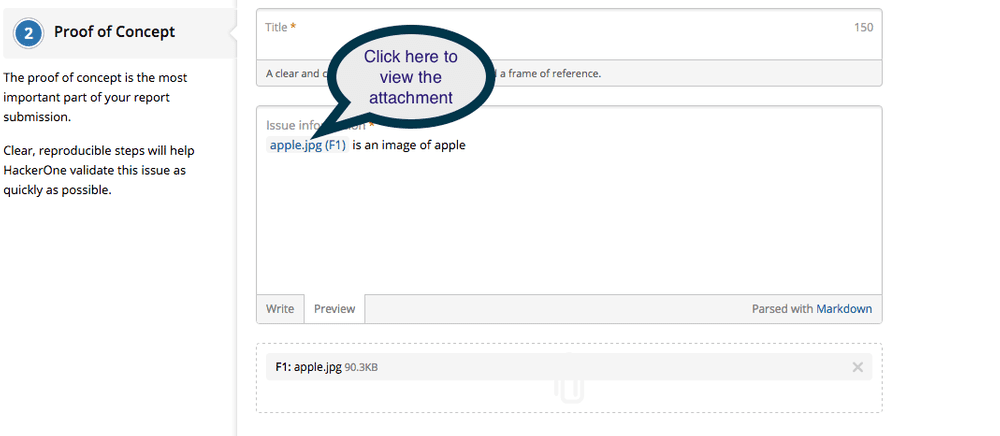 2 Proof of Concept
The proof of concept is the most
important part of your report
submission.
Clear, reproducible steps will help
HackerOne validate this issue as
quickly as possible.
Title * 150
Click here to
view the
attachment
A clear and a frame of reference.
Issue information *
apple.jpg (F1) is an image of apple
Write Preview Parsed with Markdown
F1: apple.jpg 90.3KB